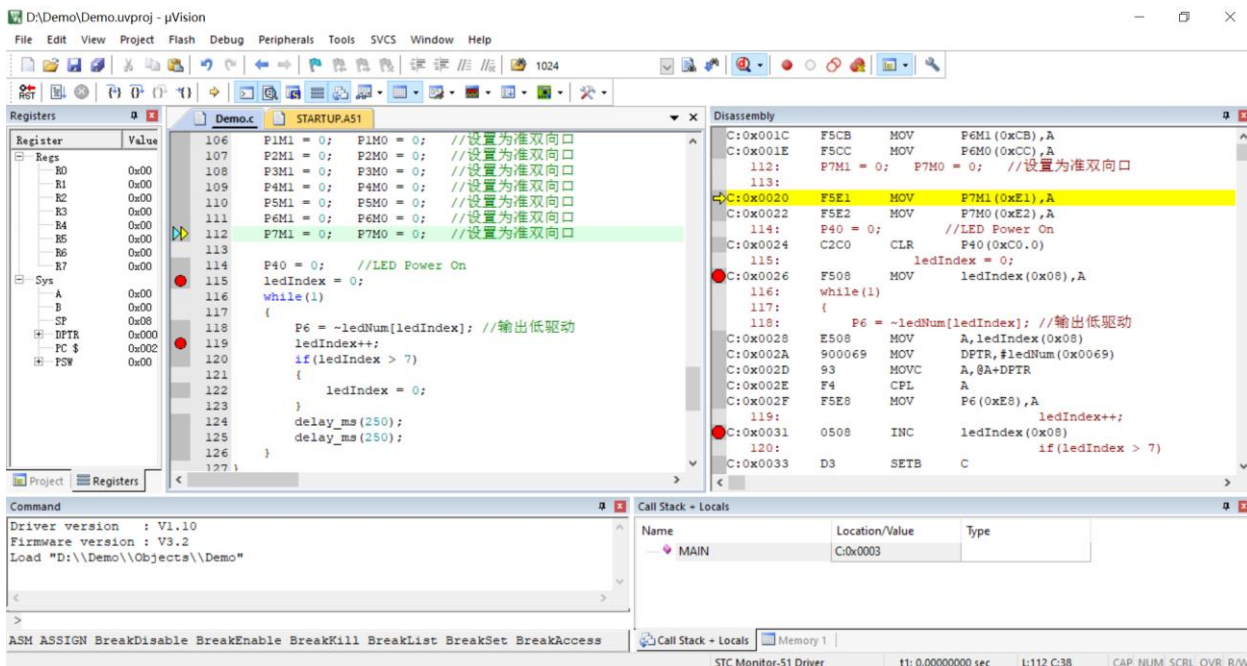 D:\Demo\Demo.uvproj - µVision
File Edit View Project Flash Debug Peripherals Tools SVCS Window Help
1024
RST
Registers
Register Value
Regs
R0 0x00
R1 0x00
R2 0x00
R3 0x00
R4 0x00
R5 0x00
R6 0x00
R7 0x00
Sys
A 0x00
B 0x00
SP 0x08
DPTR 0x000
PC $ 0x002
PSW 0x00
Project Registers
Demo.c STARTUP.A51
106 P1M1 = 0; P1M0 = 0; //设置为准双向口
107 P2M1 = 0; P2M0 = 0; //设置为准双向口
108 P3M1 = 0; P3M0 = 0; //设置为准双向口
109 P4M1 = 0; P4M0 = 0; //设置为准双向口
110 P5M1 = 0; P5M0 = 0; //设置为准双向口
111 P6M1 = 0; P6M0 = 0; //设置为准双向口
112 P7M1 = 0; P7M0 = 0; //设置为准双向口
113
114 P40 = 0; //LED Power On
115 ledIndex = 0;
116 while(1)
117 {
118 P6 = ~ledNum[ledIndex]; //输出低驱动
119 ledIndex++;
120 if(ledIndex > 7)
121 {
122 ledIndex = 0;
123 }
124 delay_ms(250);
125 delay_ms(250);
126 }
127 }
Disassembly
C:0x001C F5CB MOV P6M1(0xCB),A
C:0x001E F5CC MOV P6M0(0xCC),A
112: P7M1 = 0; P7M0 = 0; //设置为准双向口
113:
C:0x0020 F5E1 MOV P7M1(0xE1),A
C:0x0022 F5E2 MOV P7M0(0xE2),A
114: P40 = 0; //LED Power On
C:0x0024 C2C0 CLR P40(0xC0.0)
115: ledIndex = 0;
C:0x0026 F508 MOV ledIndex(0x08),A
116: while(1)
117: {
118: P6 = ~ledNum[ledIndex]; //输出低驱动
C:0x0028 E508 MOV A,ledIndex(0x08)
C:0x002A 900069 MOV DPTR,#ledNum(0x0069)
C:0x002D 93 MOVC A,@A+DPTR
C:0x002E F4 CPL A
C:0x002F F5E8 MOV P6(0xE8),A
119: ledIndex++;
C:0x0031 0508 INC ledIndex(0x08)
120: if(ledIndex > 7)
C:0x0033 D3 SETB C
Command
Driver version : V1.10
Firmware version : V3.2
Load "D:\\Demo\\Objects\\Demo"
>
ASM ASSIGN BreakDisable BreakEnable BreakKill BreakList BreakSet BreakAccess
Call Stack + Locals
Name Location/Value Type
MAIN C:0x0003
Call Stack + Locals Memory 1
STC Monitor-51 Driver t1: 0.00000000 sec L:112 C:38 CAP NUM SCRL OVR R/W